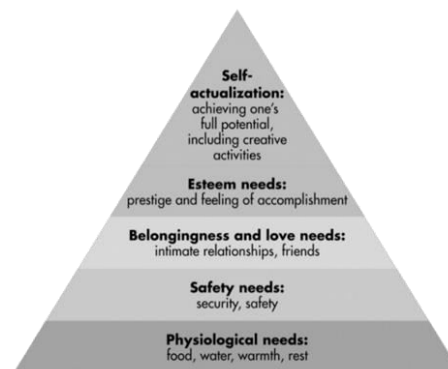 Self-
actualization:
achieving one's
full potential,
including creative
activities
Esteem needs:
prestige and feeling of accomplishment
Belongingness and love needs:
intimate relationships, friends
Safety needs:
security, safety
Physiological needs:
food, water, warmth, rest